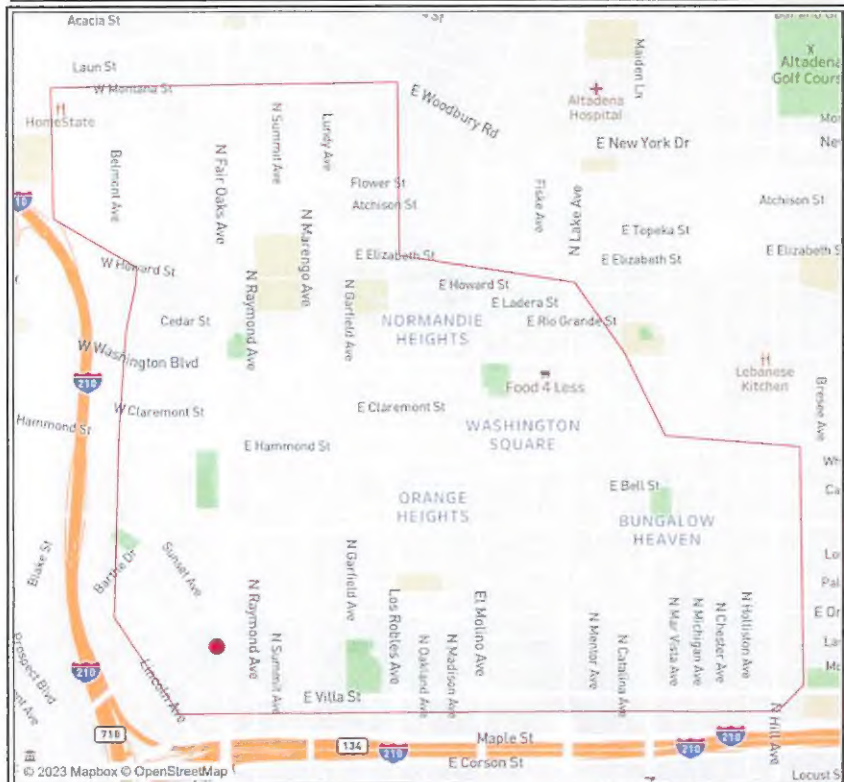 Acacia St
Laun St
W Montana St
HomeState
Belmont Ave
N Fair Oaks Ave
N Summit Ave
Lundy Ave
E Woodbury Rd
Maiden Ln
Altadena
Hospital
Altadena
E New York Dr
Flower St
Atchison St
Fiske Ave
N Lake Ave
Atchison St
E Topeka St
E Elizabeth St
E Elizabeth St
W Howard St
N Marengo Ave
N Raymond Ave
N Garfield Ave
E Howard St
E Ladera St
E Rio Grande St
Cedar St
NORMANDIE
HEIGHTS
W Washington Blvd
210
Food 4 Less
Lebanese
Kitchen
Bresee Ave
W Claremont St
E Claremont St
Hammond St
E Hammond St
WASHINGTON
SQUARE
ORANGE
HEIGHTS
E Bell St
BUNGALOW
HEAVEN
Blake St
Bartle Dr
Sunset Ave
N Raymond Ave
N Summit Ave
N Garfield Ave
Los Robles Ave
N Oakland Ave
N Madison Ave
El Molino Ave
N Mentor Ave
N Catalina Ave
N Mar Vista Ave
N Michigan Ave
N Chester Ave
N Holliston Ave
210
Prospect Blvd
Lincoln Ave
E Villa St
N Hill Ave
710
134
210
Maple St
210
210
E Corson St
Locust S
© 2023 Mapbox © OpenStreetMap